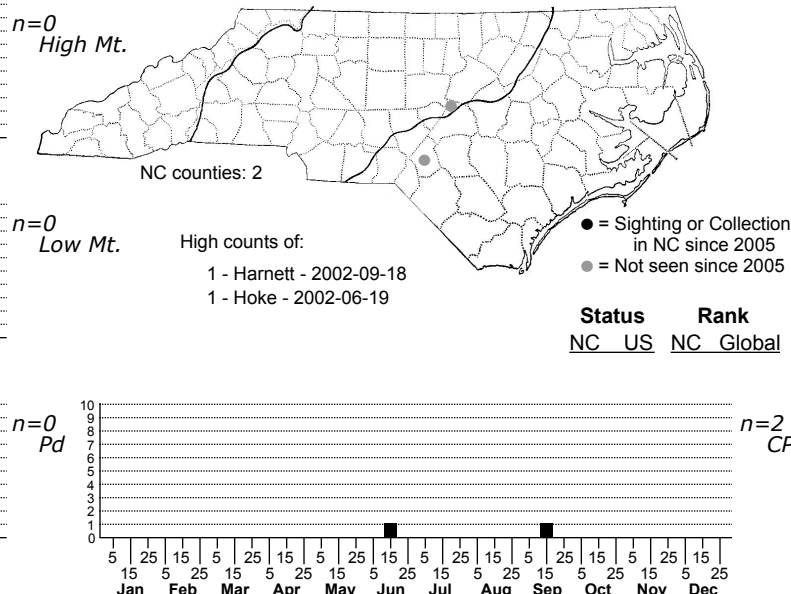 n=0
High Mt.
NC counties: 2
n=0
Low Mt.
High counts of:
1 - Harnett - 2002-09-18
1 - Hoke - 2002-06-19
● = Sighting or Collection
in NC since 2005
● = Not seen since 2005
Status Rank
NC US NC Global
n=0
Pd
10
9
8
7
6
5
4
3
2
1
0
n=2
CP
5 25 15 5 25 15 5 25 15 5 25 15 5 25 15 5 25 15
15 5 25 15 5 25 15 5 25 15 5 25 15 5 25 15 5 25
Jan Feb Mar Apr May Jun Jul Aug Sep Oct Nov Dec